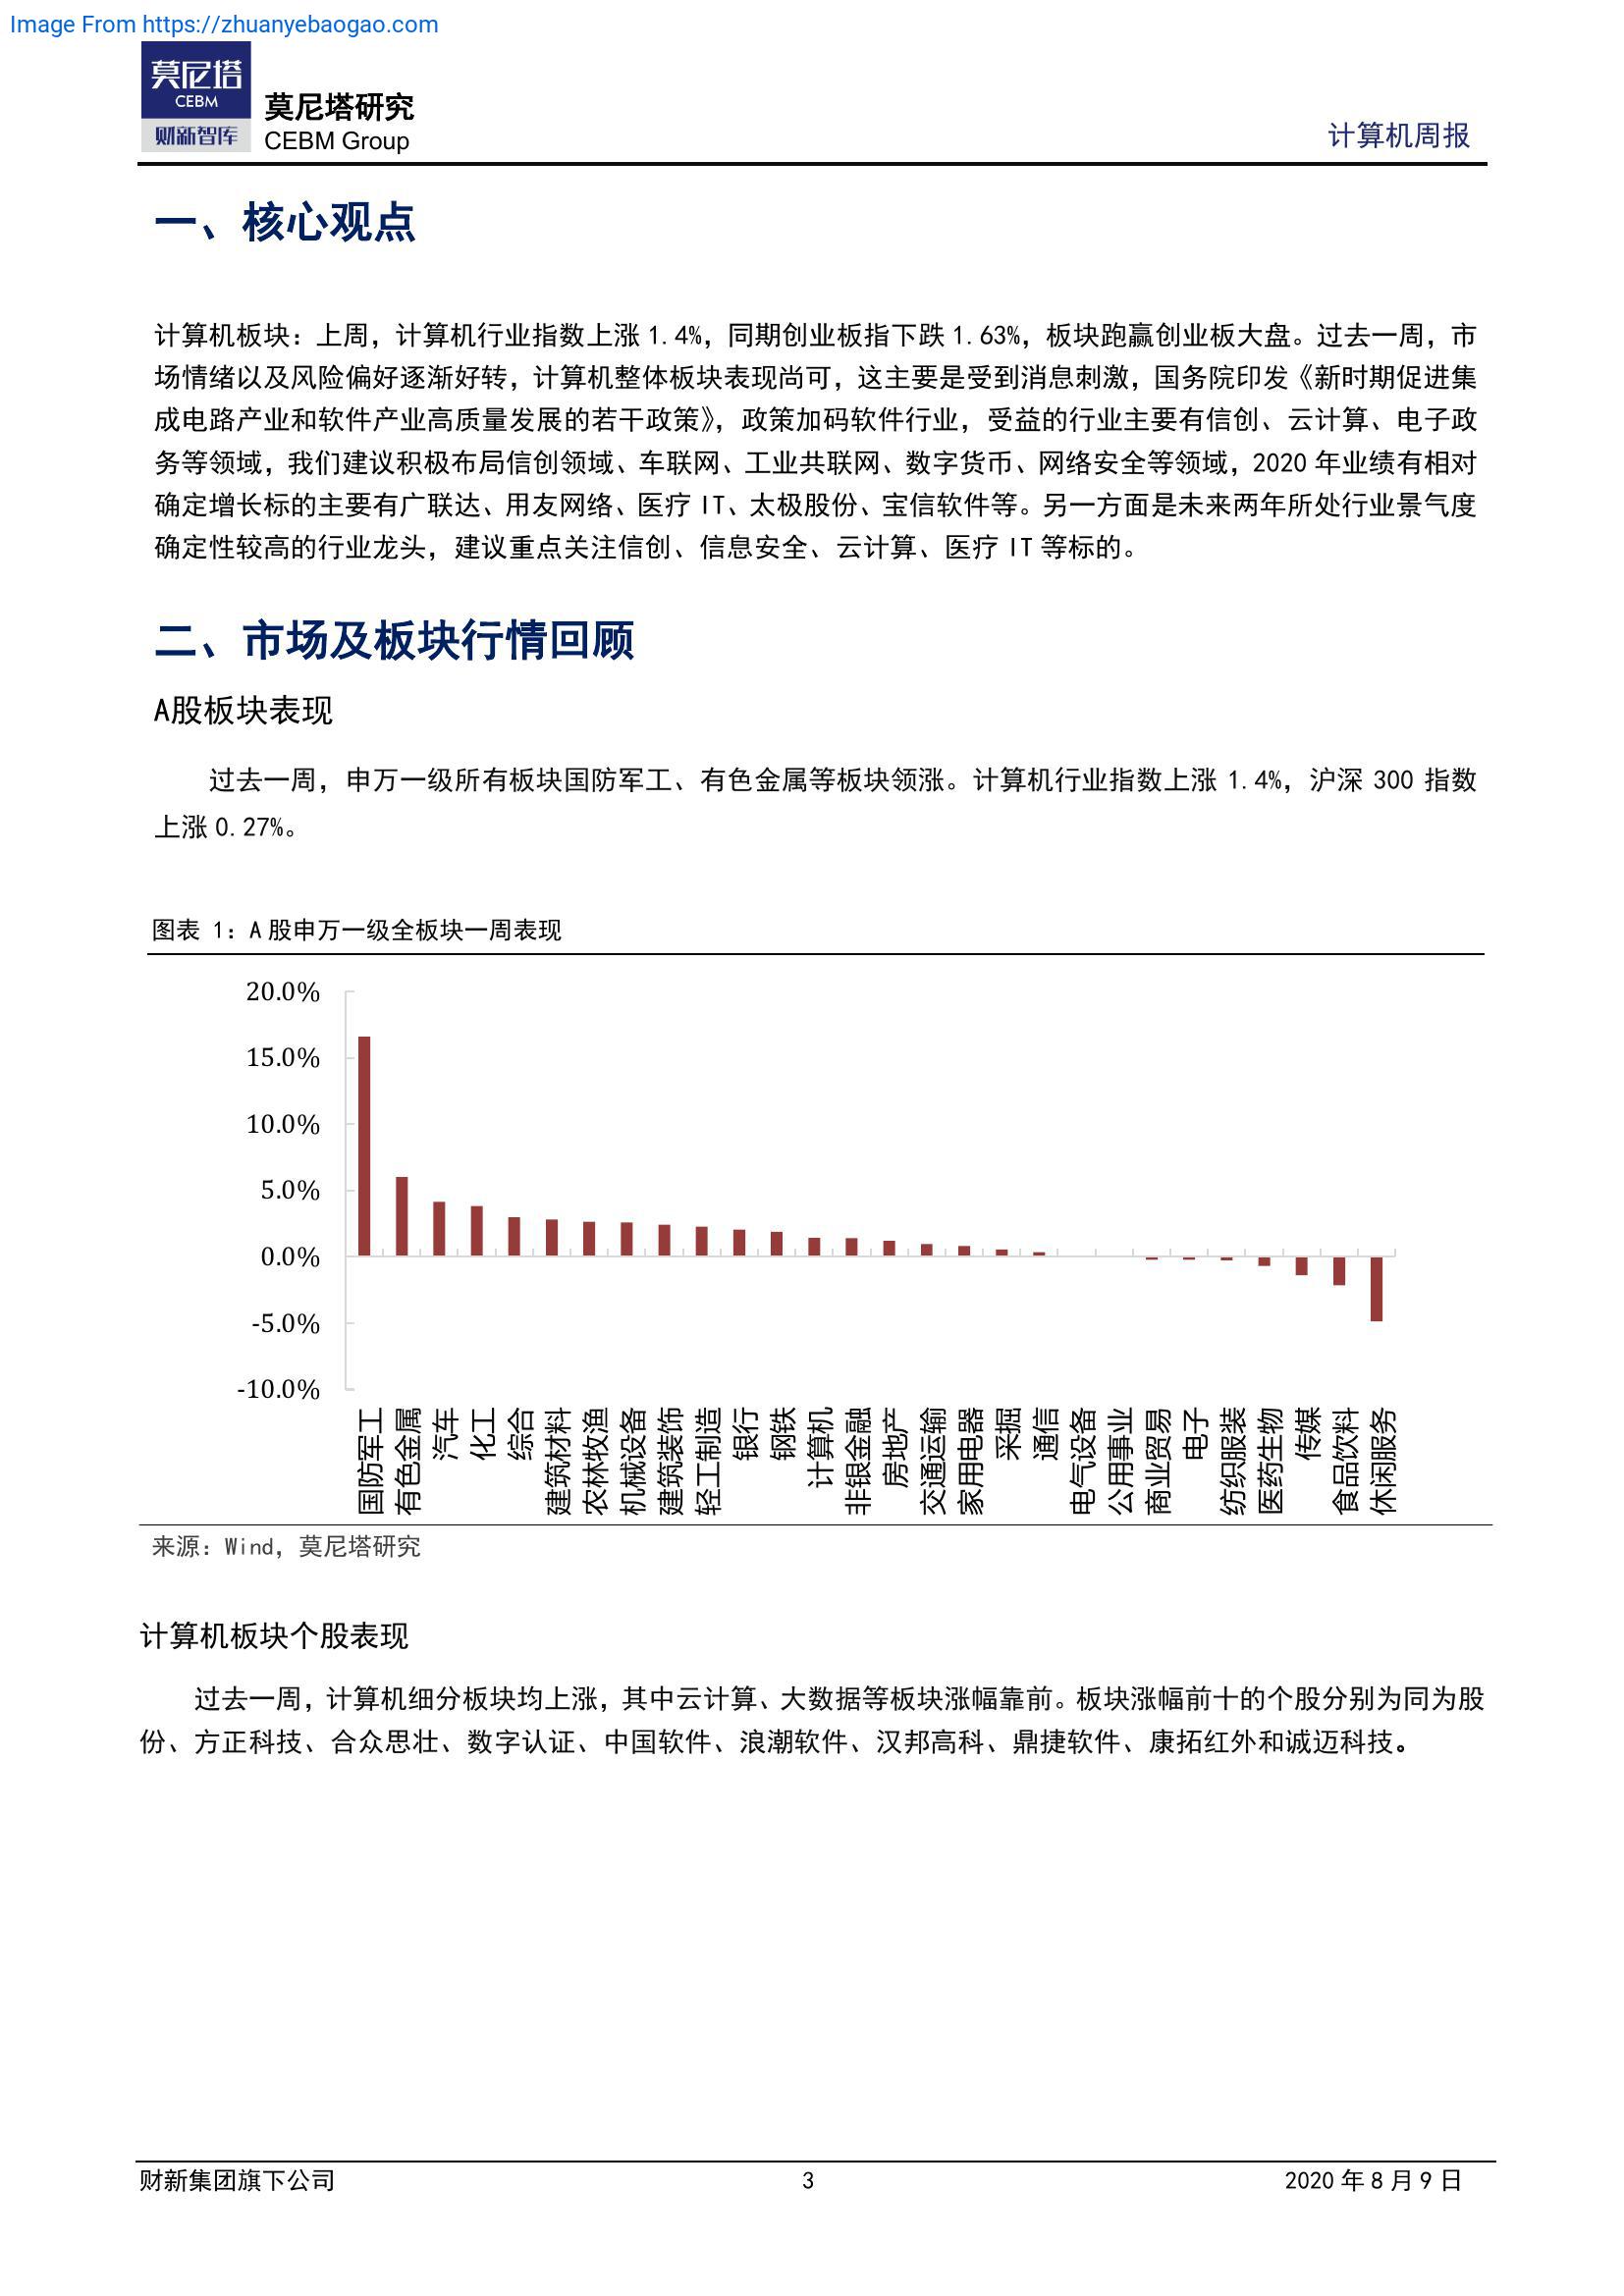 Image From https://zhuanyebaogao.com
莫尼塔
CEBM
财新智库
莫尼塔研究
CEBM Group
计算机周报
一、核心观点
计算机板块：上周，计算机行业指数上涨 1.4%，同期创业板指下跌 1.63%，板块跑赢创业板大盘。过去一周，市
场情绪以及风险偏好逐渐好转，计算机整体板块表现尚可，这主要是受到消息刺激，国务院印发《新时期促进集
成电路产业和软件产业高质量发展的若干政策》，政策加码软件行业，受益的行业主要有信创、云计算、电子政
务等领域，我们建议积极布局信创领域、车联网、工业共联网、数字货币、网络安全等领域，2020 年业绩有相对
确定增长标的主要有广联达、用友网络、医疗 IT、太极股份、宝信软件等。另一方面是未来两年所处行业景气度
确定性较高的行业龙头，建议重点关注信创、信息安全、云计算、医疗 IT 等标的。
二、市场及板块行情回顾
A股板块表现
过去一周，申万一级所有板块国防军工、有色金属等板块领涨。计算机行业指数上涨 1.4%，沪深 300 指数
上涨 0.27%。
图表 1：A 股申万一级全板块一周表现
20.0%
15.0%
10.0%
5.0%
0.0%
-5.0%
-10.0%
国防军工
有色金属
汽车
化工
综合
建筑材料
农林牧渔
机械设备
建筑装饰
轻工制造
银行
钢铁
计算机
非银金融
房地产
交通运输
家用电器
采掘
通信
电气设备
公用事业
商业贸易
电子
纺织服装
医药生物
传媒
食品饮料
休闲服务
来源：Wind，莫尼塔研究
计算机板块个股表现
过去一周，计算机细分板块均上涨，其中云计算、大数据等板块涨幅靠前。板块涨幅前十的个股分别为同为股
份、方正科技、合众思壮、数字认证、中国软件、浪潮软件、汉邦高科、鼎捷软件、康拓红外和诚迈科技。
财新集团旗下公司
3
2020 年 8 月 9 日